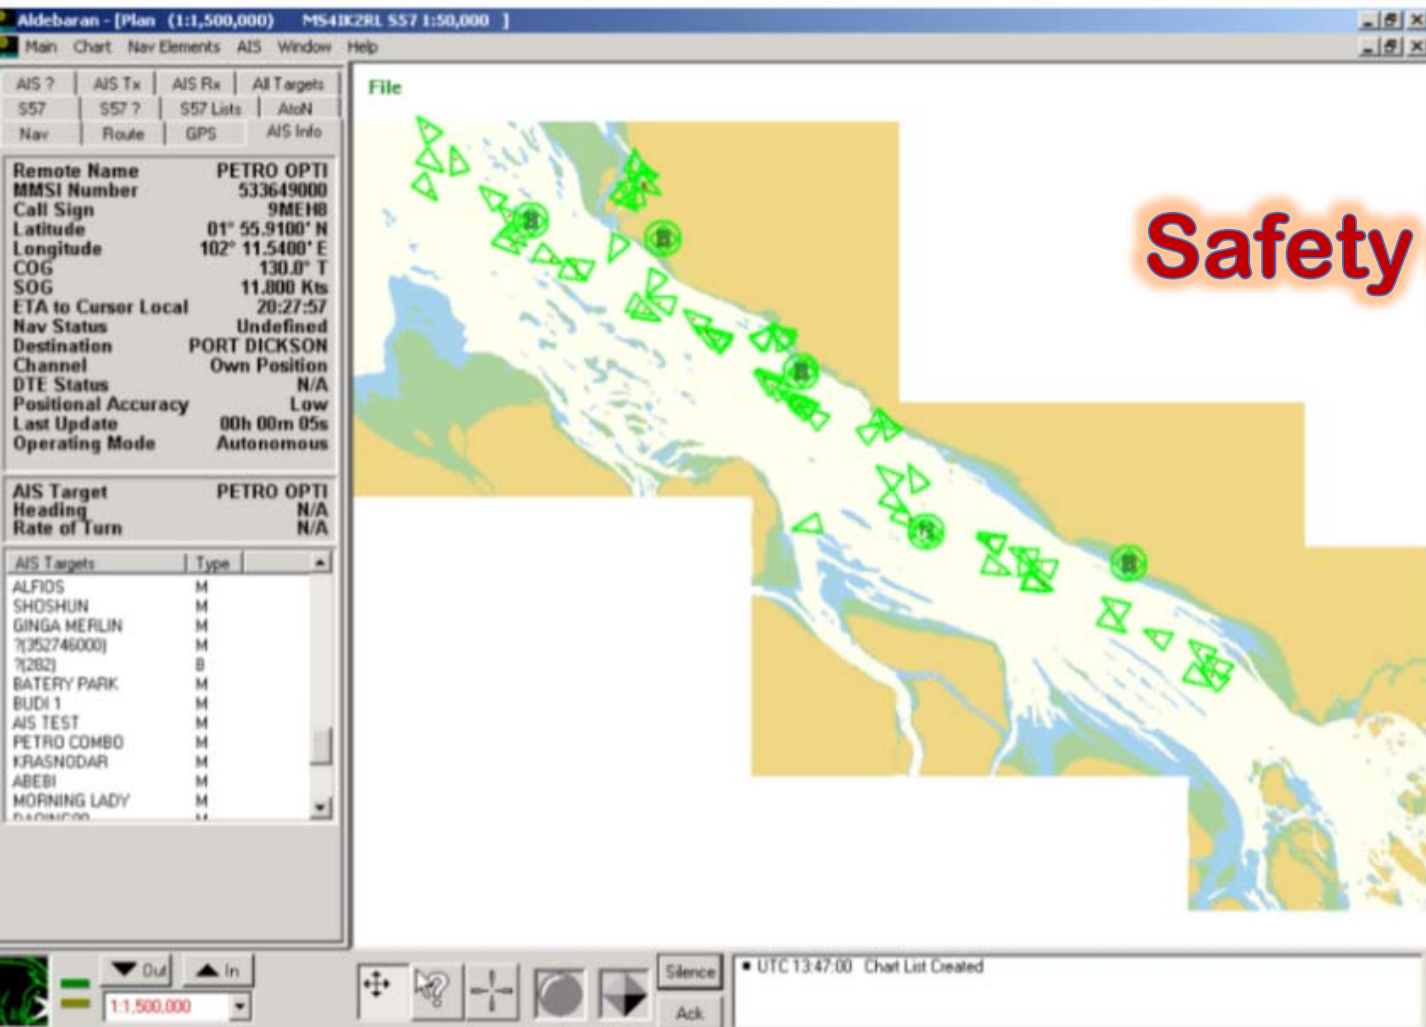 Aldebaran - [Plan (1:1,500,000) MS4IK2RL S57 1:50,000 ]
Main Chart Nav Elements AIS Window Help
AIS ? AIS Tx AIS Rx All Targets
S57 S57 ? S57 Lists AtoN
Nav Route GPS AIS Info
File
Safety
Remote Name PETRO OPTI
MMSI Number 533649000
Call Sign 9MEH8
Latitude 01° 55.9100' N
Longitude 102° 11.5400' E
COG 130.0° T
SOG 11.800 Kts
ETA to Cursor Local 20:27:57
Nav Status Undefined
Destination PORT DICKSON
Channel Own Position
DTE Status N/A
Positional Accuracy Low
Last Update 00h 00m 05s
Operating Mode Autonomous
AIS Target PETRO OPTI
Heading N/A
Rate of Turn N/A
AIS Targets Type
ALFIOS M
SHOSHUN M
GINGA MERLIN M
?(352746000) M
?(282) B
BATERY PARK M
BUDI 1 M
AIS TEST M
PETRO COMBO M
KRASNODAR M
ABEBI M
MORNING LADY M
Out In
1:1,500,000
Silence
Ack
UTC 13:47:00 Chart List Created